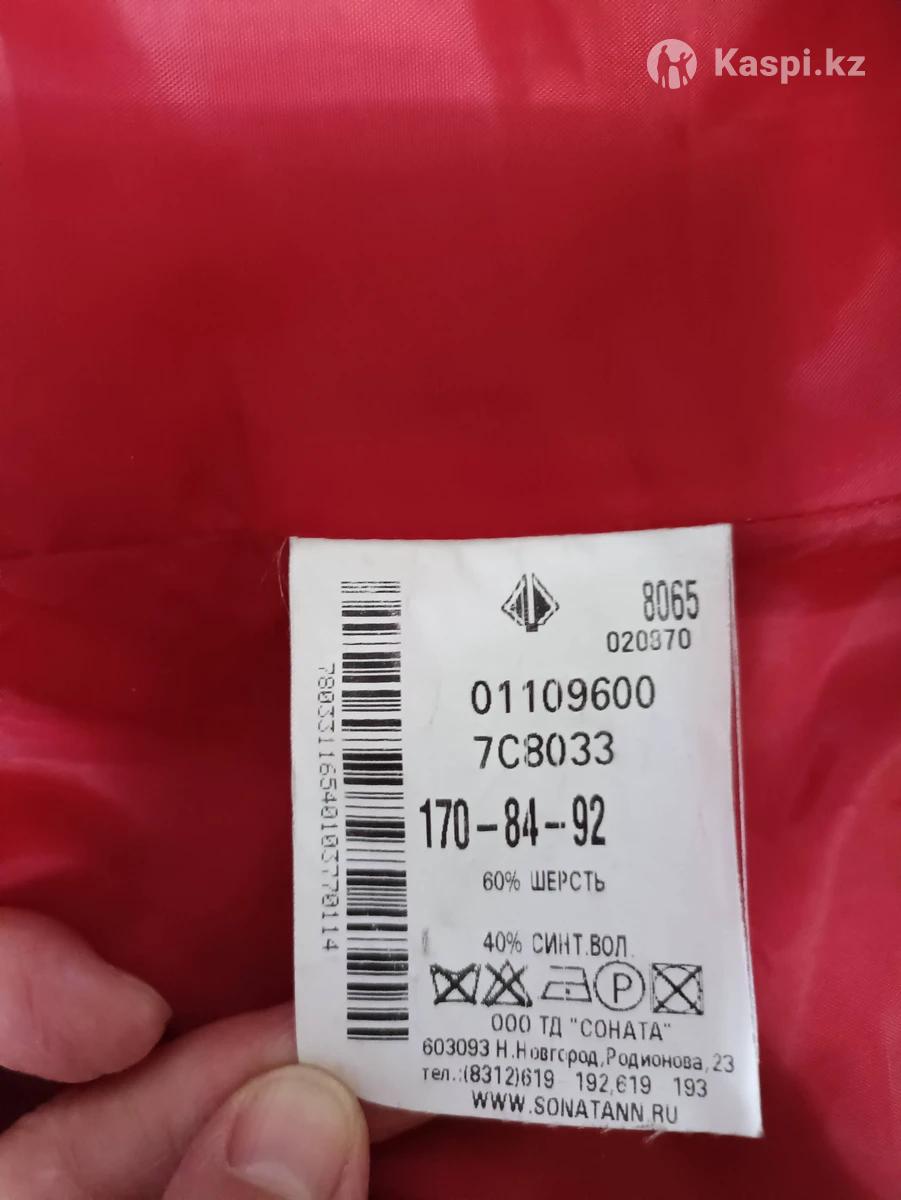 Kaspi.kz
8065
020870
01109600
7C8033
170-84-92
60% ШЕРСТЬ
40% СИНТ.ВОЛ.
ООО ТД "СОНАТА"
603093 Н.Новгород,Родионова,23
тел.:(8312)619 192,619 193
WWW.SONATANN.RU
78033116540103770114